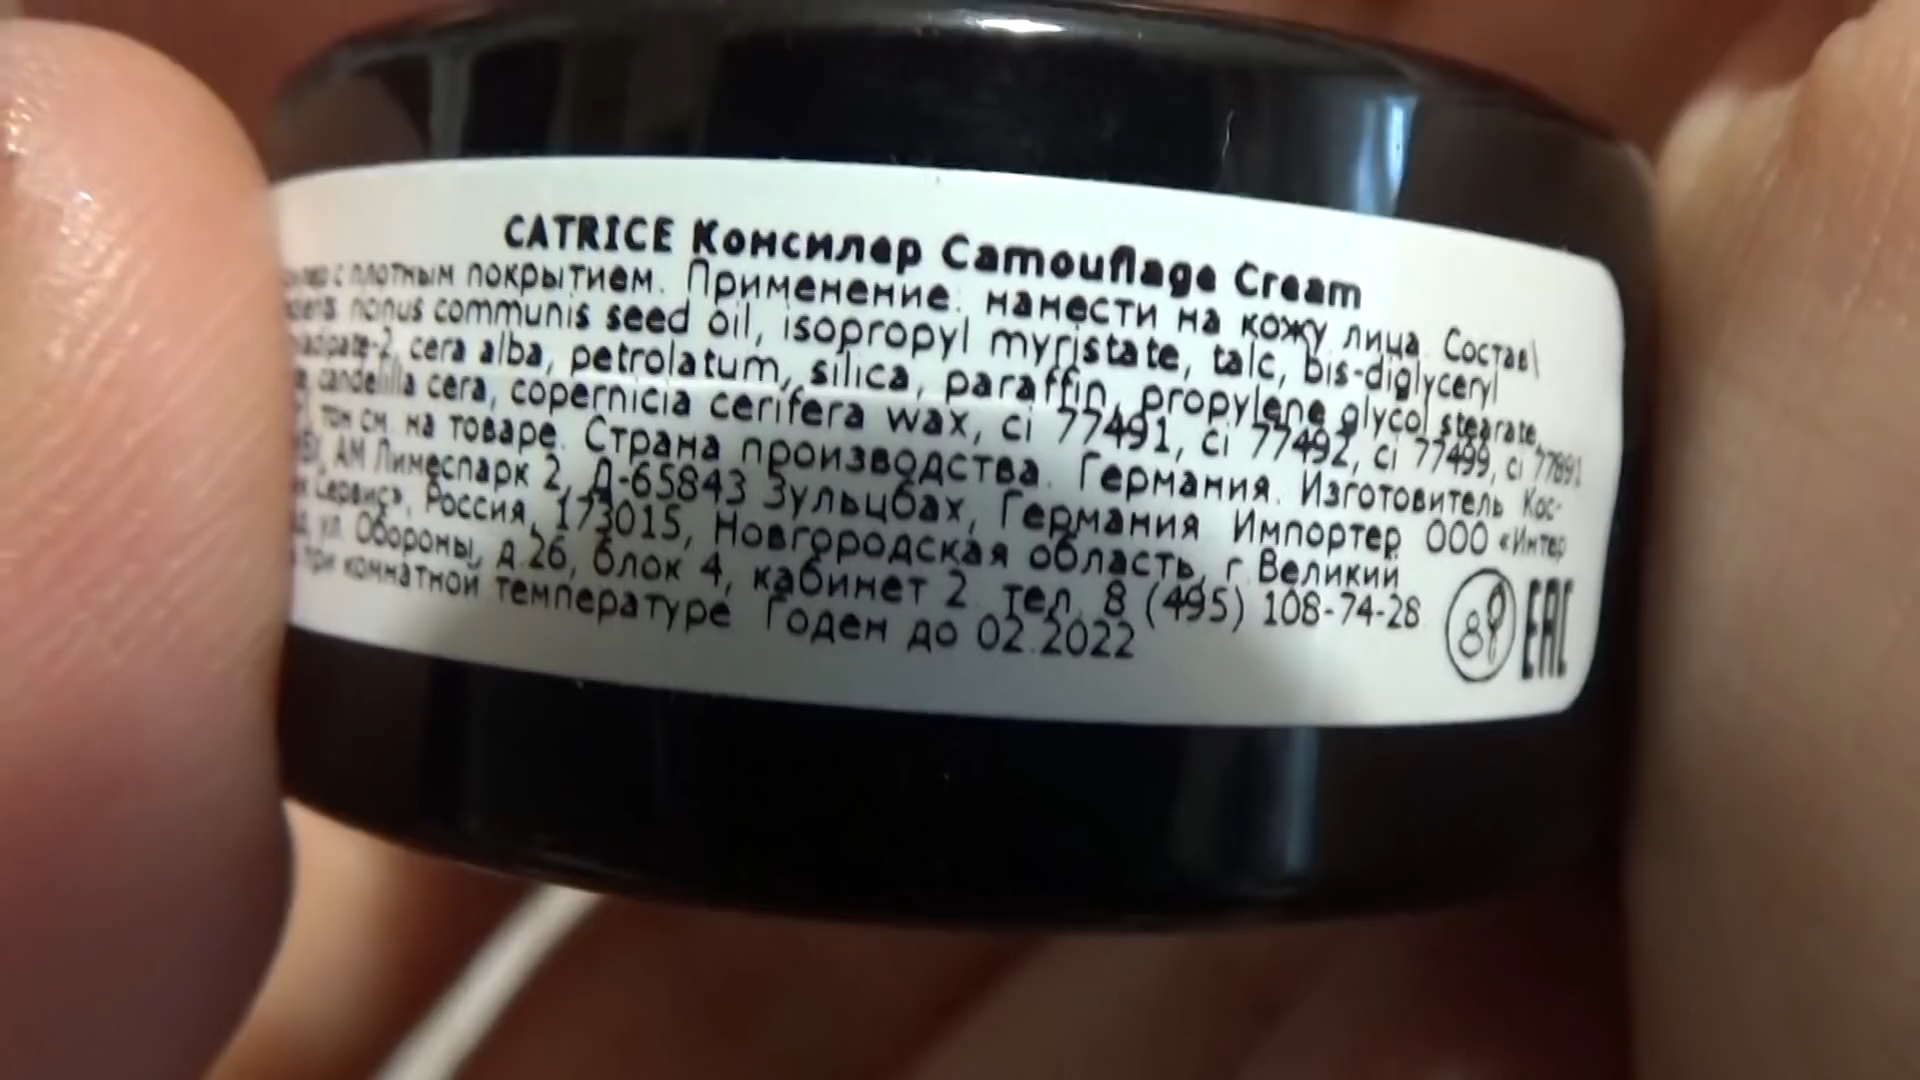 CATRICE Консилер Camouflage Cream
с плотным покрытием. Применение: нанести на кожу лица. Состав\
communis seed oil, isopropyl myristate, talc, bis-diglyceryl
cera alba, petrolatum, silica, paraffin, propylene glycol stearate,
candelilla cera, copernicia cerifera wax, ci 77491, ci 77492, ci 77499, ci 77891
тон см. на товаре. Страна производства: Германия. Изготовитель Кос-
АМ Лимеспарк 2, Д-65843 Зульцбах, Германия Импортер ООО «Интер
Сервис», Россия, 173015, Новгородская область, г. Великий
ул. Обороны, д.26, блок 4, кабинет 2. тел. 8 (495) 108-74-28
при комнатной температуре Годен до 02.2022
EAC